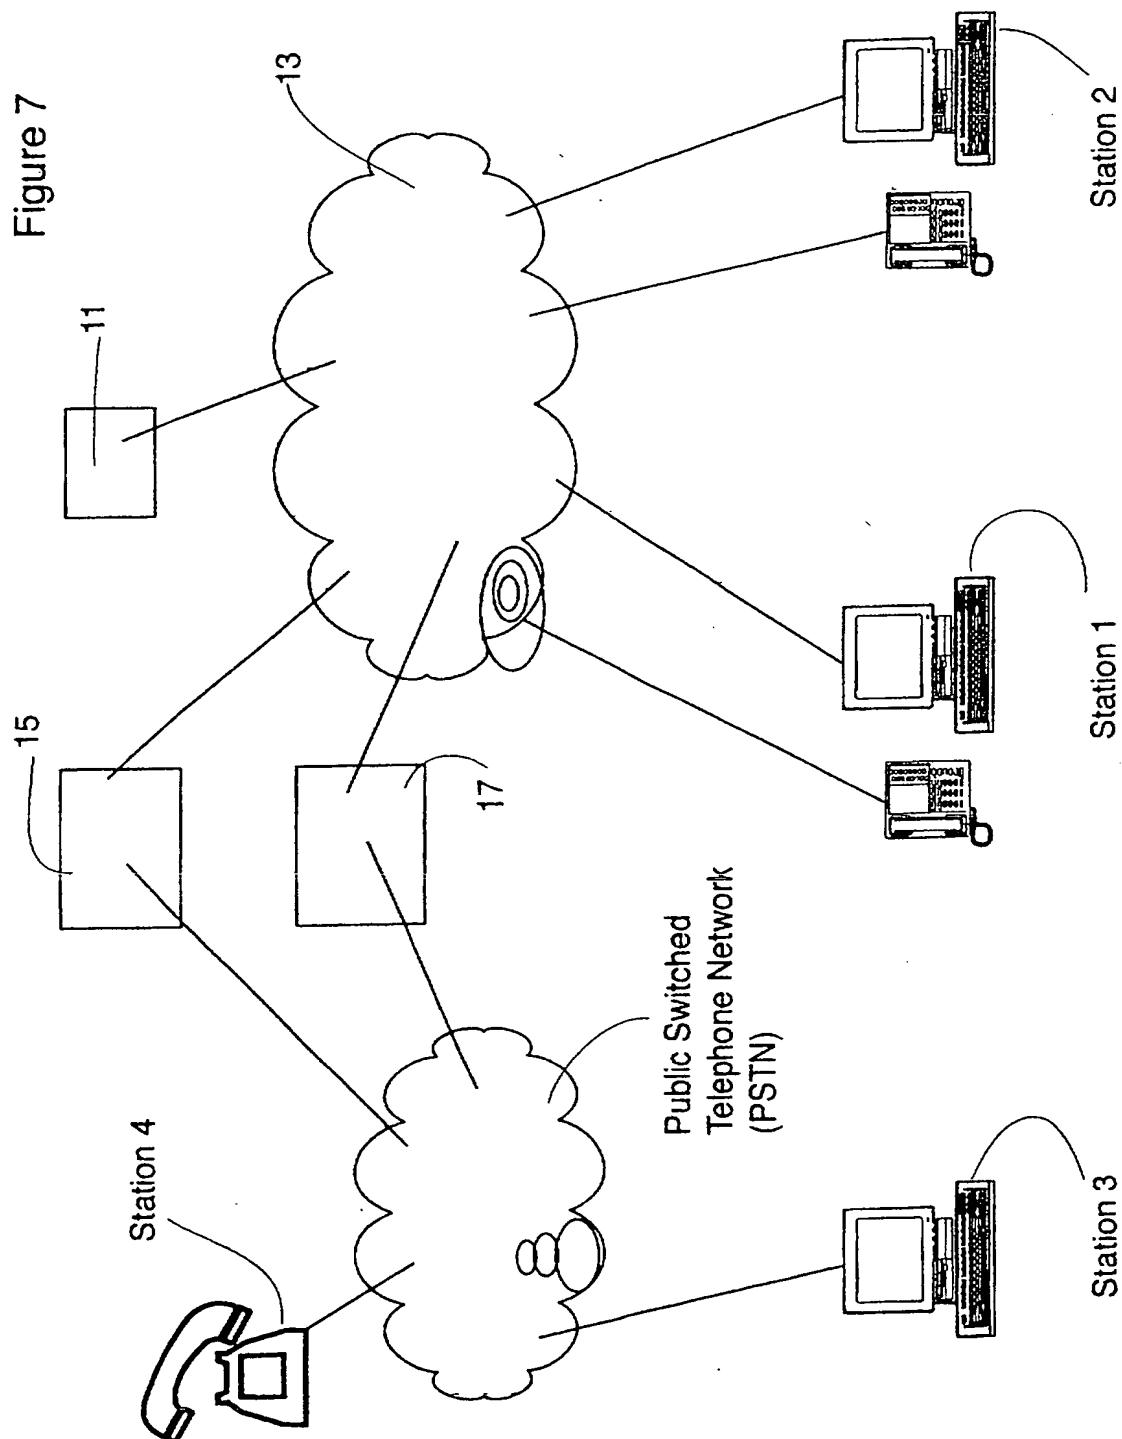 Figure 7
11
13
15
17
Station 4
Public Switched
Telephone Network
(PSTN)
Station 3
Station 1
Station 2